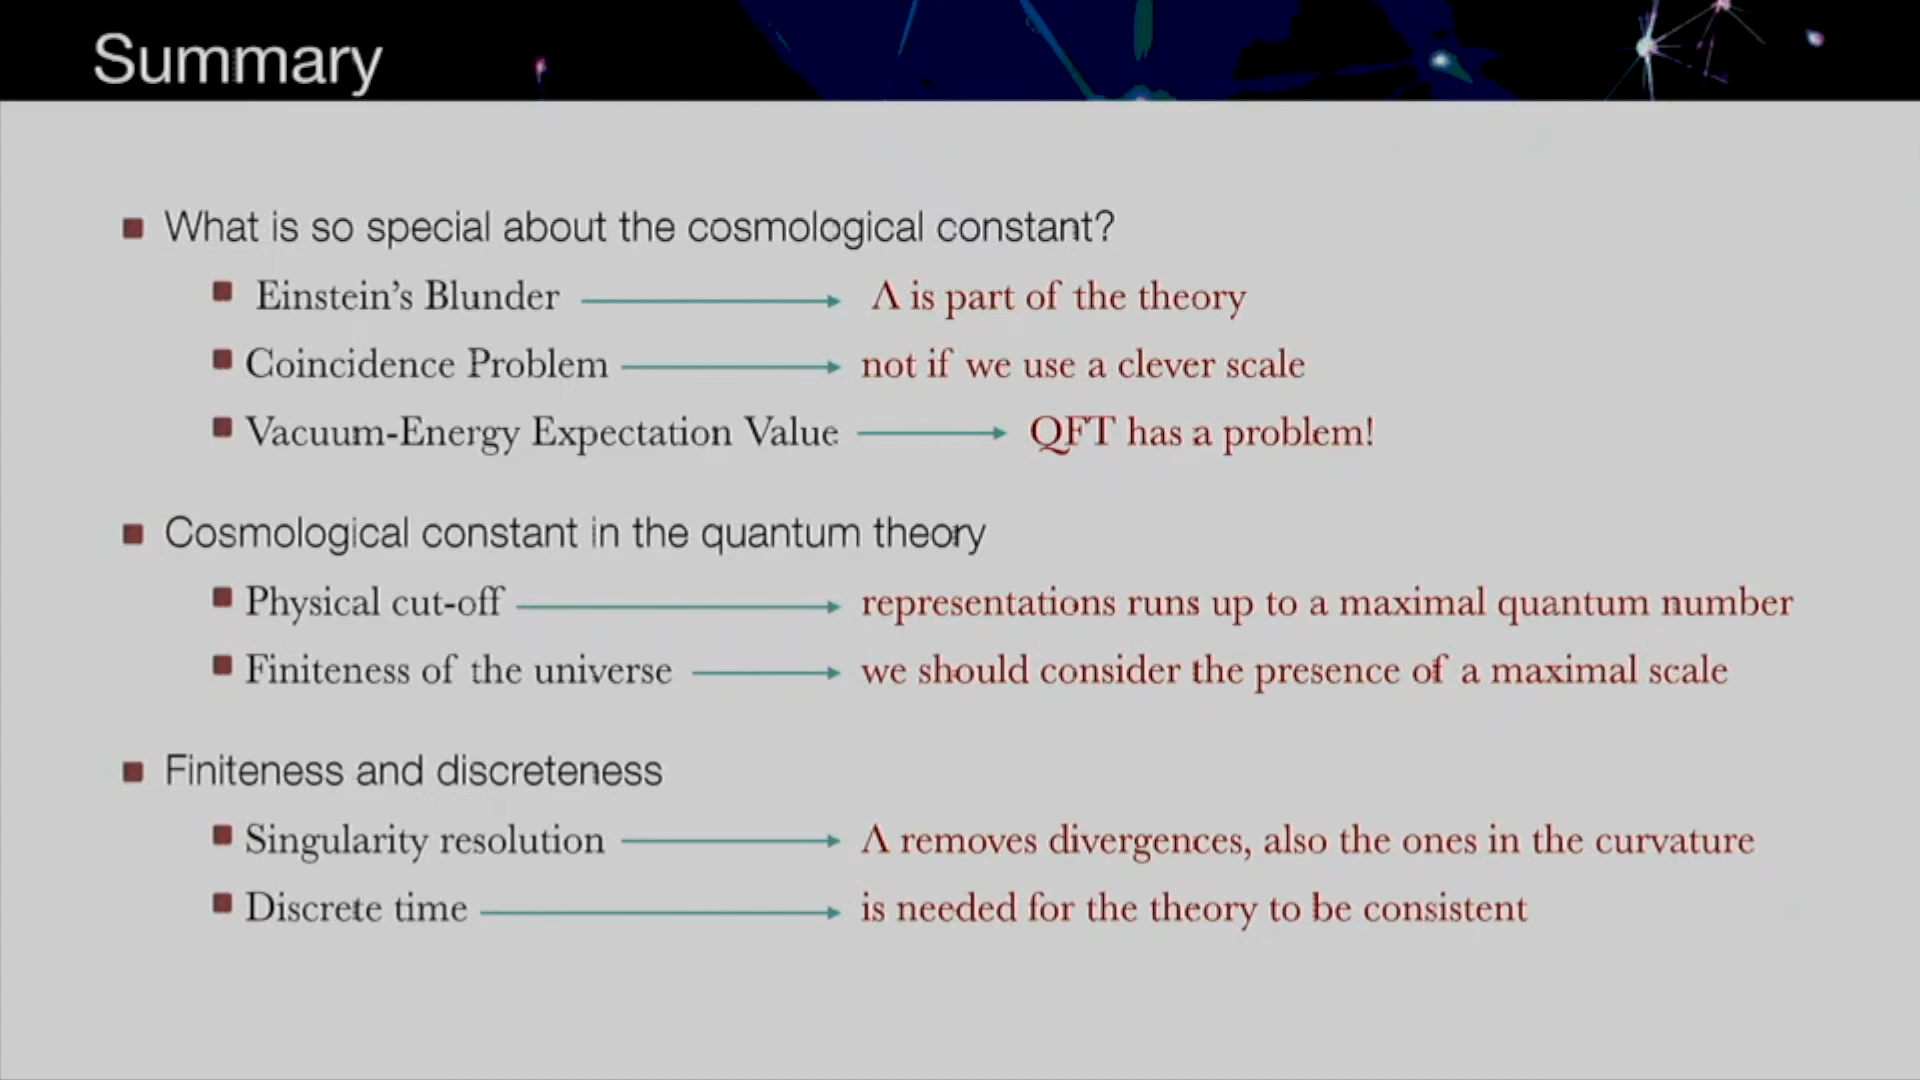 Summary
What is so special about the cosmological constant?
Einstein's Blunder Λ is part of the theory
Coincidence Problem not if we use a clever scale
Vacuum-Energy Expectation Value QFT has a problem!
Cosmological constant in the quantum theory
Physical cut-off representations runs up to a maximal quantum number
Finiteness of the universe we should consider the presence of a maximal scale
Finiteness and discreteness
Singularity resolution Λ removes divergences, also the ones in the curvature
Discrete time is needed for the theory to be consistent